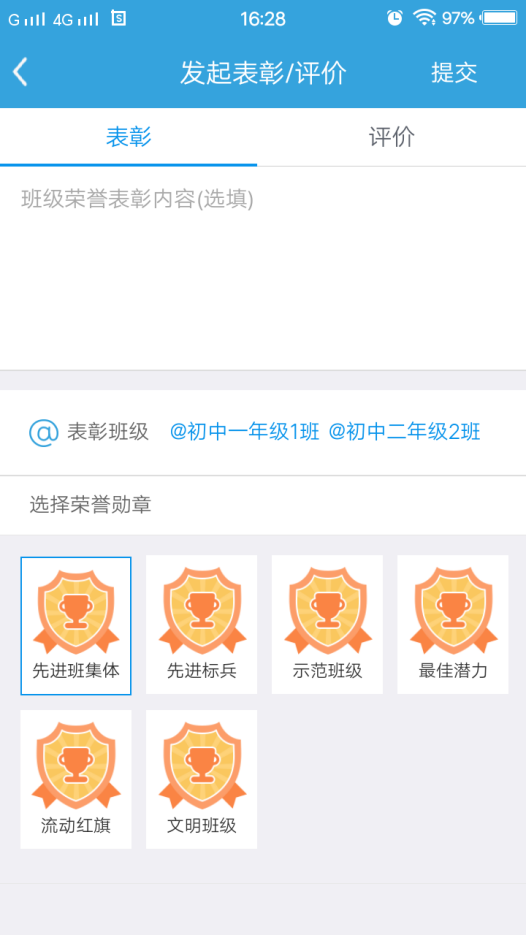 G 4G 16:28 97%
发起表彰/评价 提交
表彰 评价
班级荣誉表彰内容(选填)
@ 表彰班级 @初中一年级1班 @初中二年级2班
选择荣誉勋章
先进班集体 先进标兵 示范班级 最佳潜力
流动红旗 文明班级